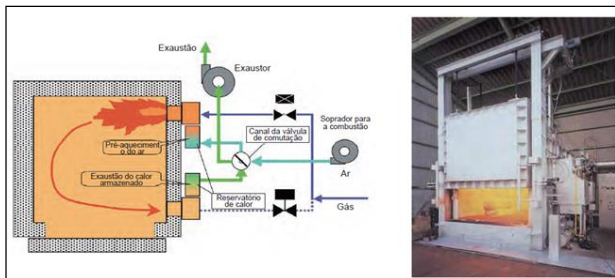 Exaustão
Exaustor
Soprador para
a combustão
Canal da válvula de
comutação
Pré-aqueciment
o do ar
Ar
Exaustão do calor
armazenado
Reservatório
de calor
Gás